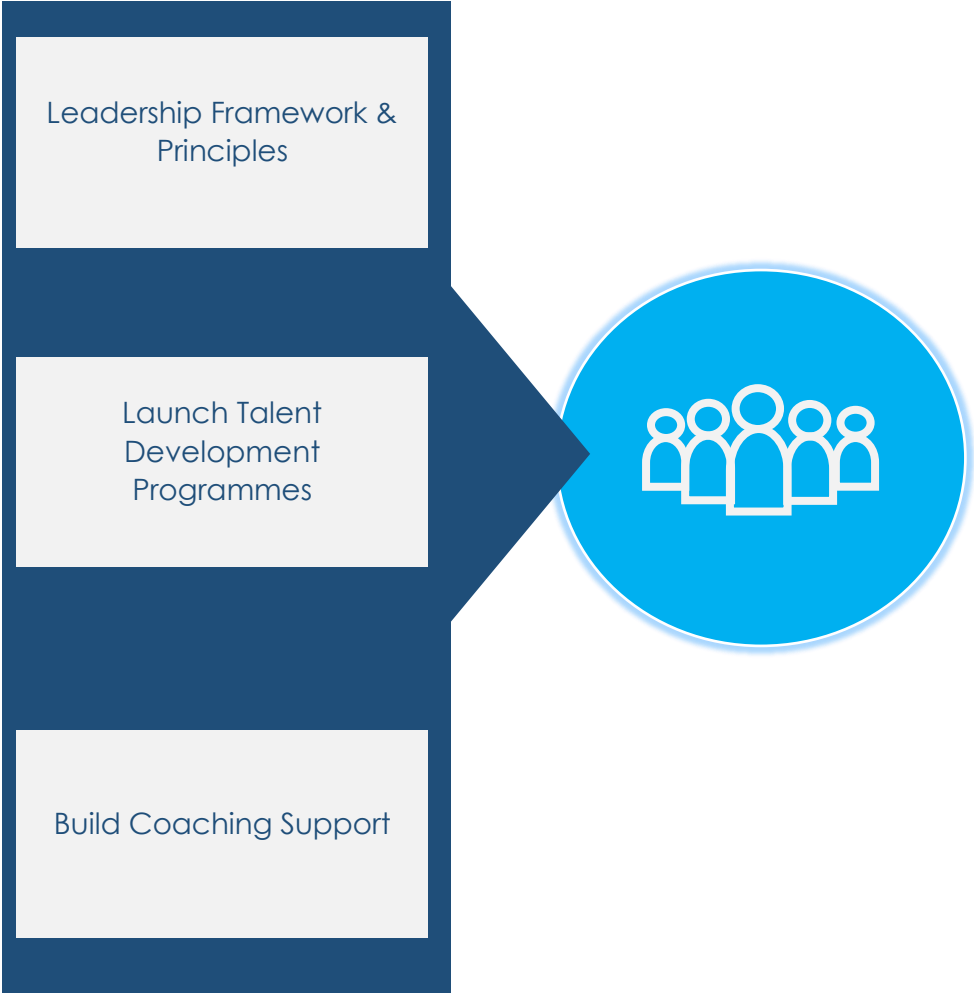 Leadership Framework &
Principles
Launch Talent
Development
Programmes
Build Coaching Support